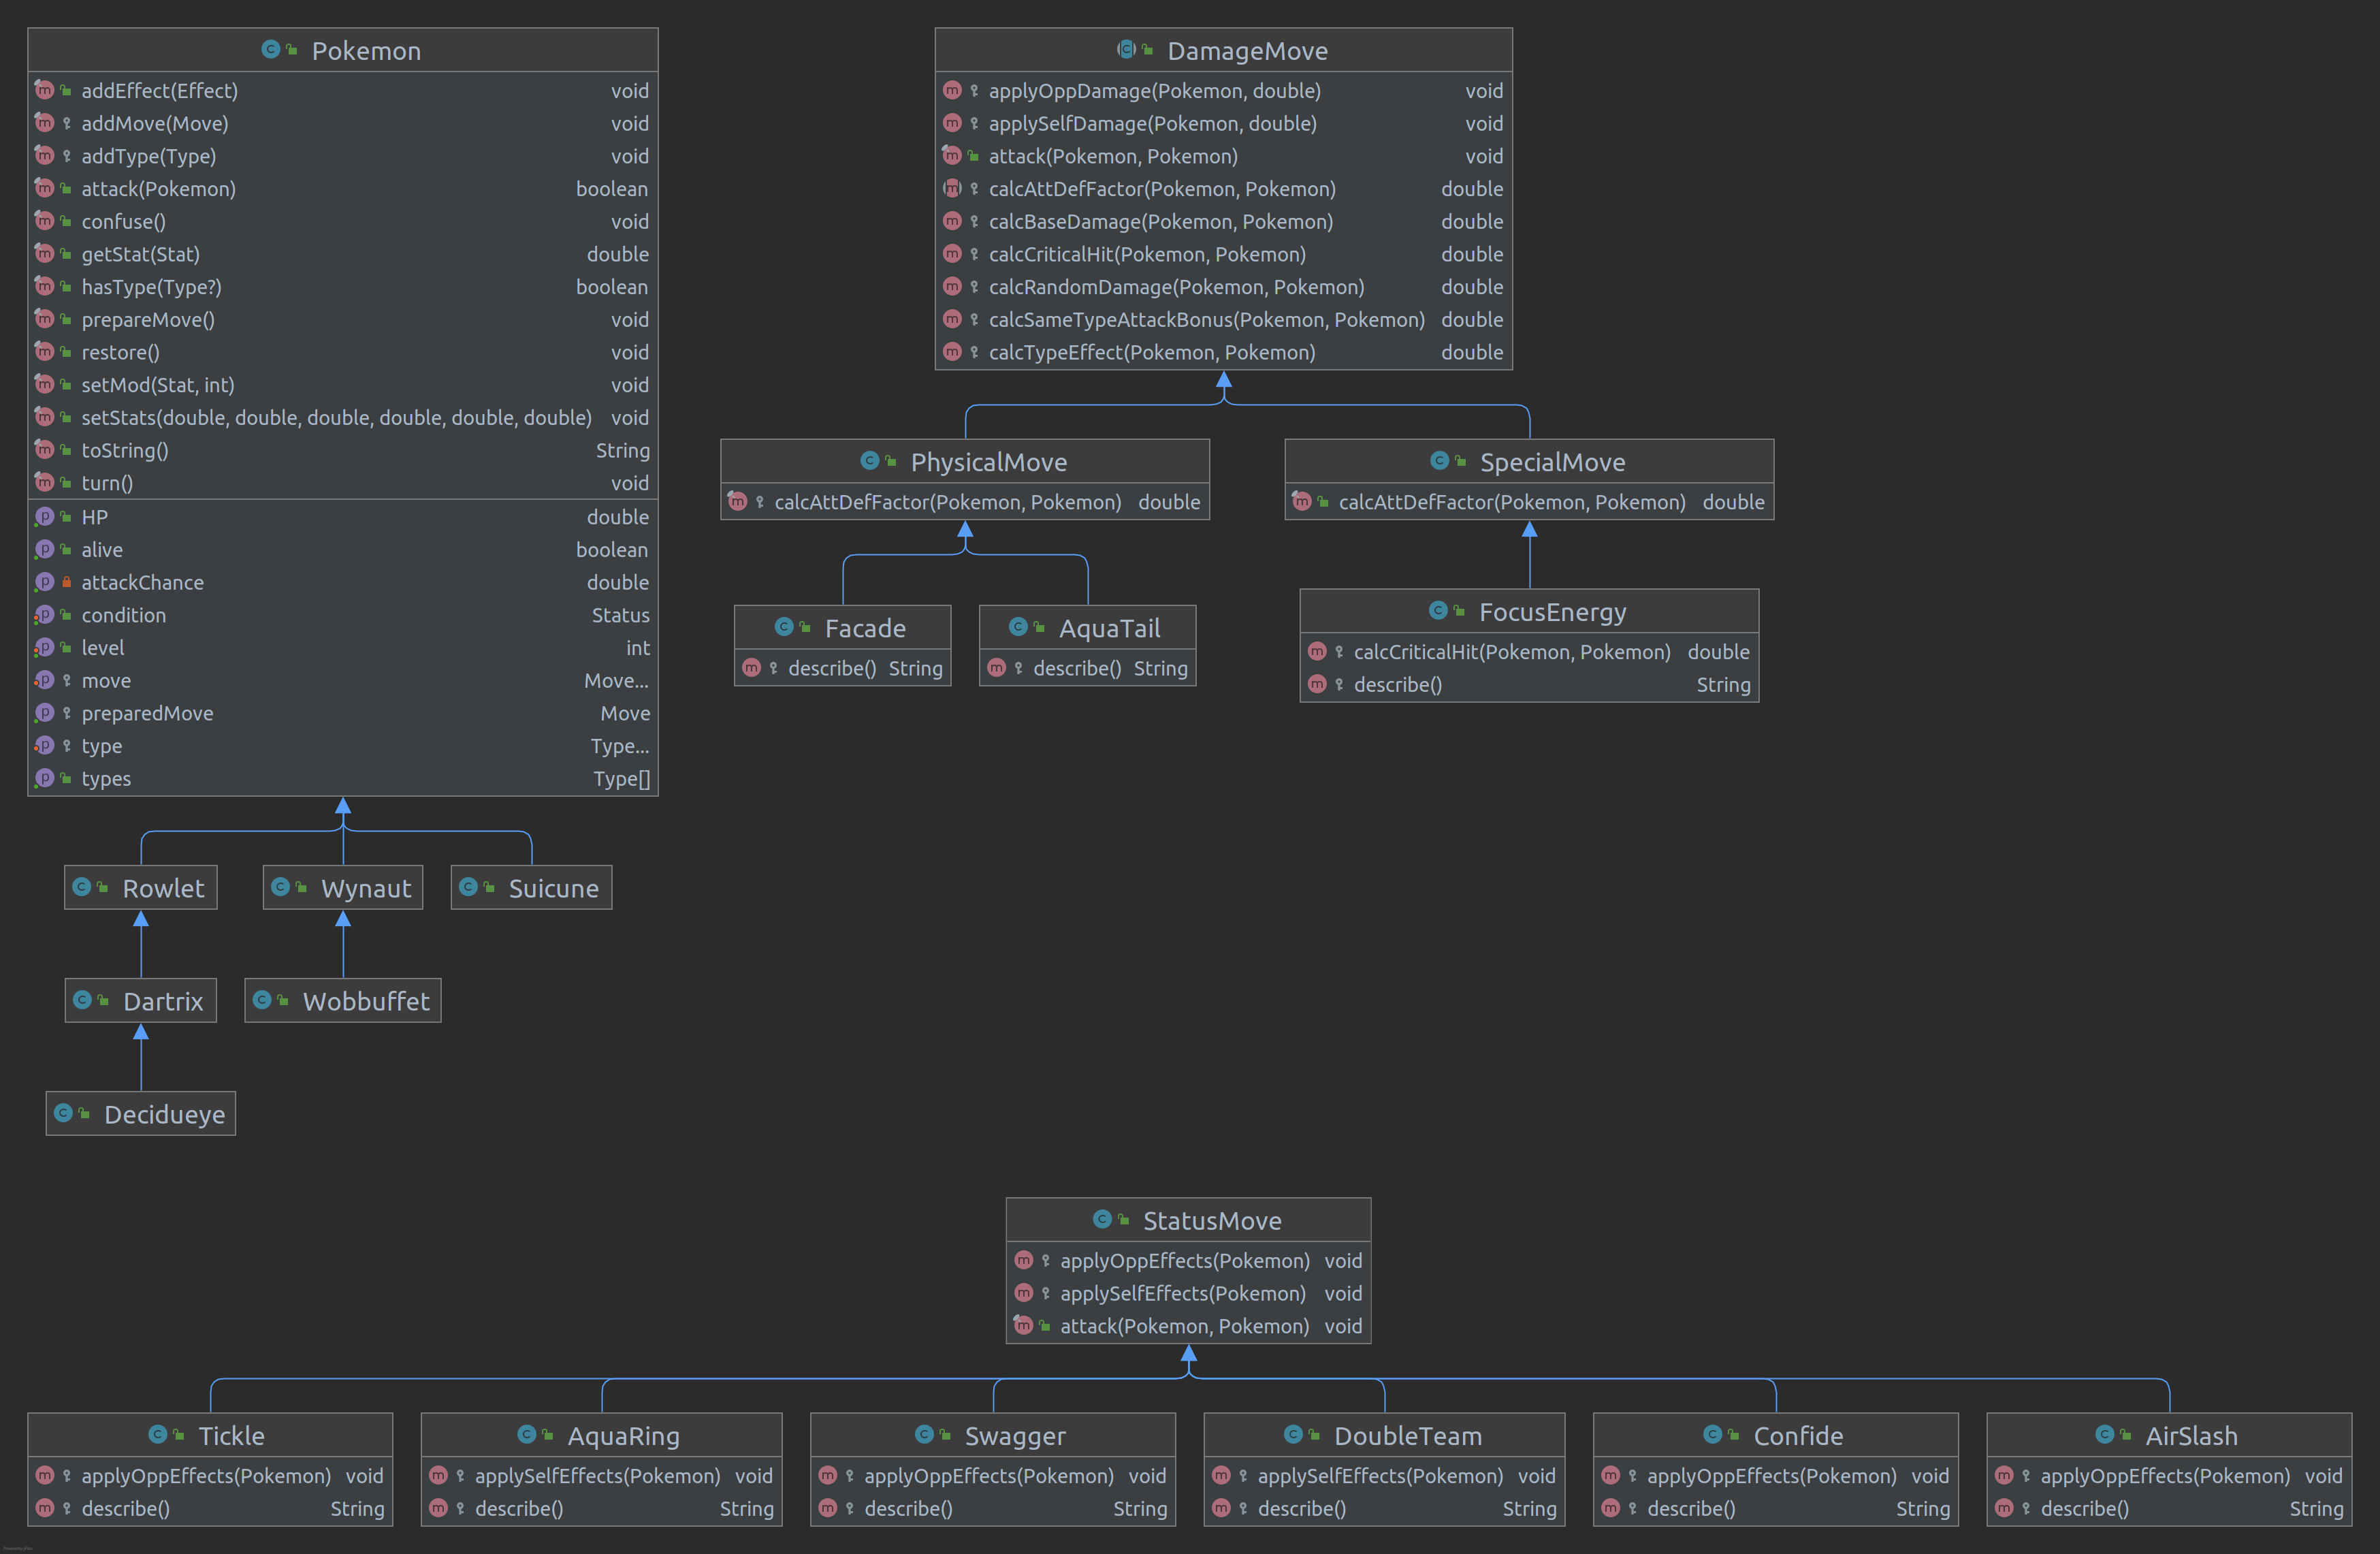 Pokemon
addEffect(Effect) void
addMove(Move) void
addType(Type) void
attack(Pokemon) boolean
confuse() void
getStat(Stat) double
hasType(Type?) boolean
prepareMove() void
restore() void
setMod(Stat, int) void
setStats(double, double, double, double, double, double) void
toString() String
turn() void
HP double
alive boolean
attackChance double
condition Status
level int
move Move...
preparedMove Move
type Type...
types Type[]
DamageMove
applyOppDamage(Pokemon, double) void
applySelfDamage(Pokemon, double) void
attack(Pokemon, Pokemon) void
calcAttDefFactor(Pokemon, Pokemon) double
calcBaseDamage(Pokemon, Pokemon) double
calcCriticalHit(Pokemon, Pokemon) double
calcRandomDamage(Pokemon, Pokemon) double
calcSameTypeAttackBonus(Pokemon, Pokemon) double
calcTypeEffect(Pokemon, Pokemon) double
PhysicalMove
calcAttDefFactor(Pokemon, Pokemon) double
SpecialMove
calcAttDefFactor(Pokemon, Pokemon) double
Facade
describe() String
AquaTail
describe() String
FocusEnergy
calcCriticalHit(Pokemon, Pokemon) double
describe() String
Rowlet
Wynaut
Suicune
Dartrix
Wobbuffet
Decidueye
StatusMove
applyOppEffects(Pokemon) void
applySelfEffects(Pokemon) void
attack(Pokemon, Pokemon) void
Tickle
applyOppEffects(Pokemon) void
describe() String
AquaRing
applySelfEffects(Pokemon) void
describe() String
Swagger
applyOppEffects(Pokemon) void
describe() String
DoubleTeam
applySelfEffects(Pokemon) void
describe() String
Confide
applyOppEffects(Pokemon) void
describe() String
AirSlash
applyOppEffects(Pokemon) void
describe() String